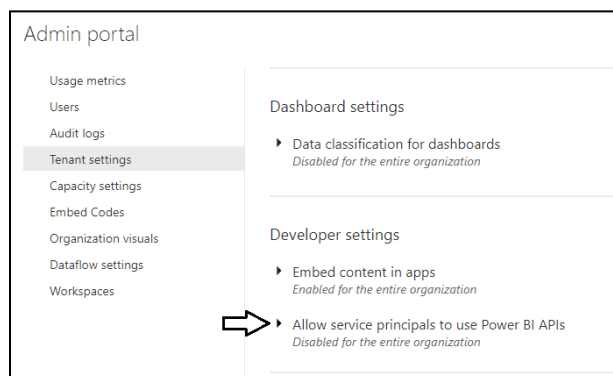 Admin portal
Usage metrics
Users
Audit logs
Tenant settings
Capacity settings
Embed Codes
Organization visuals
Dataflow settings
Workspaces
Dashboard settings
Data classification for dashboards
Disabled for the entire organization
Developer settings
Embed content in apps
Enabled for the entire organization
Allow service principals to use Power BI APIs
Disabled for the entire organization